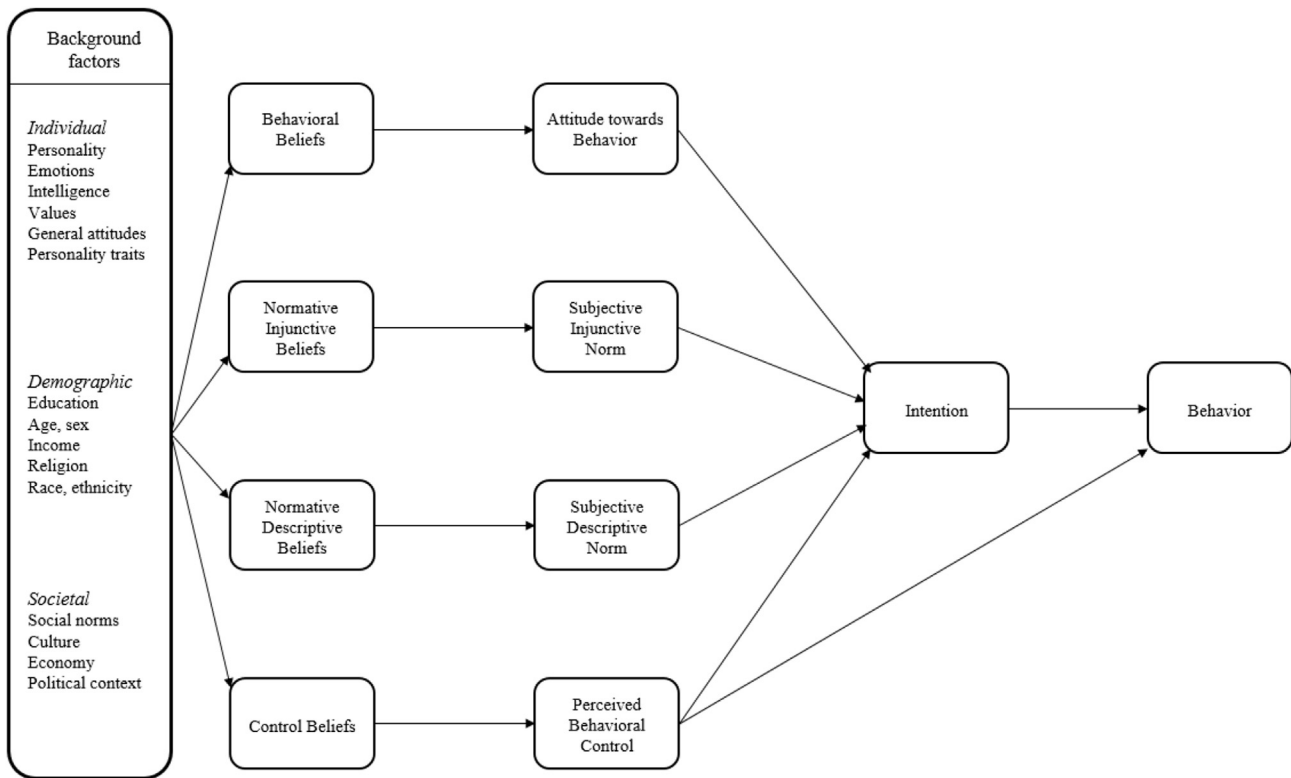 Background
factors
Individual
Personality
Emotions
Intelligence
Values
General attitudes
Personality traits
Demographic
Education
Age, sex
Income
Religion
Race, ethnicity
Societal
Social norms
Culture
Economy
Political context
Behavioral
Beliefs
Normative
Injunctive
Beliefs
Normative
Descriptive
Beliefs
Control Beliefs
Attitude towards
Behavior
Subjective
Injunctive
Norm
Subjective
Descriptive
Norm
Perceived
Behavioral
Control
Intention
Behavior